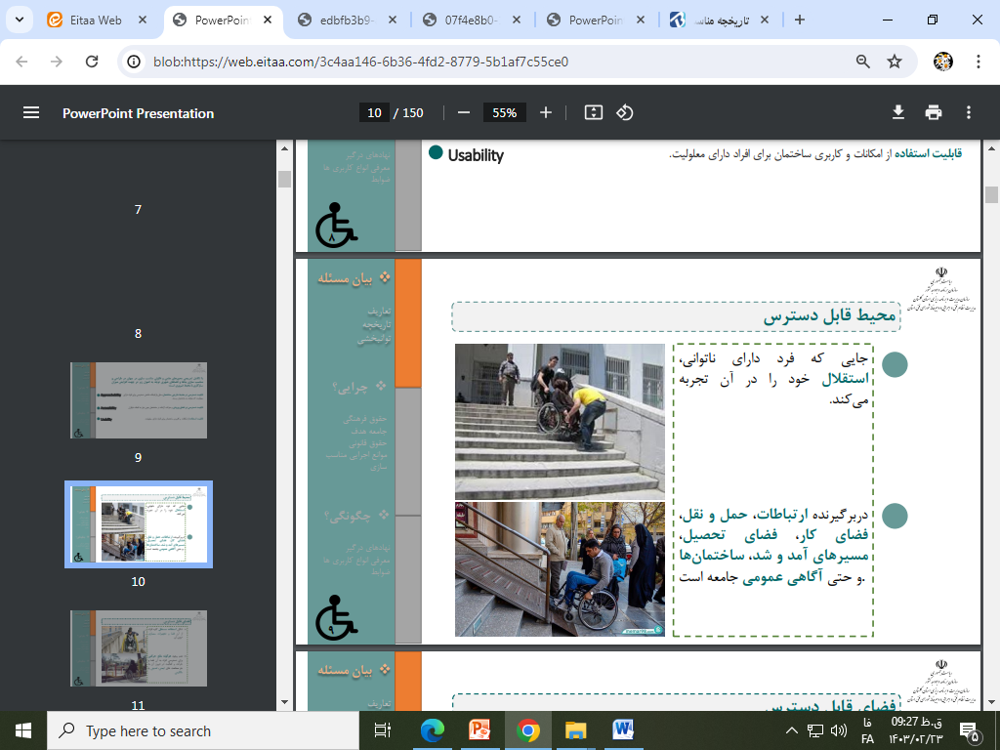 Eitaa Web
PowerPoint
edbfb3b9-
07f4e8b0-
PowerPoin
تاریخچه مناسب
blob:https://web.eitaa.com/3c4aa146-6b36-4fd2-8779-5b1af7c55ce0
PowerPoint Presentation
10 / 150
55%
7
8
9
10
11
نهادهای درگیر
معرفی انواع کاربری ها
ضوابط
۸
Usability
قابلیت استفاده از امکانات و کاربری ساختمان برای افراد دارای معلولیت.
بیان مسئله
تعاریف
تاریخچه
توانبخشی
چرایی؟
حقوق فرهنگی
جامعه هدف
حقوق قانونی
موانع اجرایی مناسب سازی
چگونگی؟
نهادهای درگیر
معرفی انواع کاربری ها
ضوابط
۹
محیط قابل دسترس
جایی که فرد دارای ناتوانی،
استقلال خود را در آن تجربه
می‌کند.
دربرگیرنده ارتباطات، حمل و نقل،
فضای کار، فضای تحصیل،
مسیرهای آمد و شد، ساختمان‌ها
و حتی آگاهی عمومی جامعه است.
بیان مسئله
تعاریف
فضای قابل دسترس
Type here to search
فا
FA
09:27 ق.ظ
۱۴۰۳/۰۲/۲۳
۵